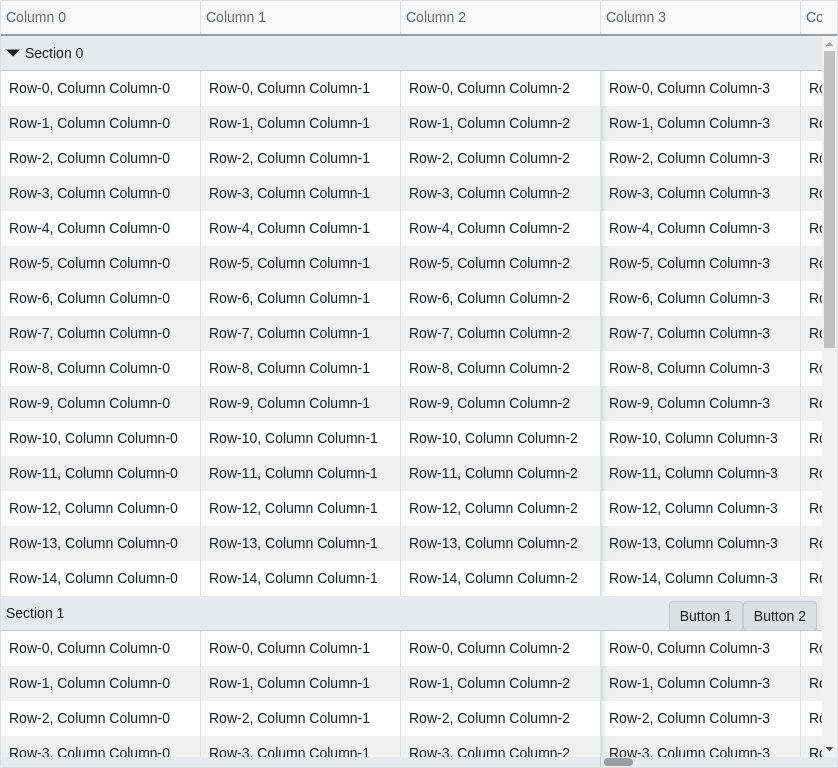 Column 0 Column 1 Column 2 Column 3 Co
Section 0
Row-0, Column Column-0 Row-0, Column Column-1 Row-0, Column Column-2 Row-0, Column Column-3 Ro
Row-1, Column Column-0 Row-1, Column Column-1 Row-1, Column Column-2 Row-1, Column Column-3 Ro
Row-2, Column Column-0 Row-2, Column Column-1 Row-2, Column Column-2 Row-2, Column Column-3 Ro
Row-3, Column Column-0 Row-3, Column Column-1 Row-3, Column Column-2 Row-3, Column Column-3 Ro
Row-4, Column Column-0 Row-4, Column Column-1 Row-4, Column Column-2 Row-4, Column Column-3 Ro
Row-5, Column Column-0 Row-5, Column Column-1 Row-5, Column Column-2 Row-5, Column Column-3 Ro
Row-6, Column Column-0 Row-6, Column Column-1 Row-6, Column Column-2 Row-6, Column Column-3 Ro
Row-7, Column Column-0 Row-7, Column Column-1 Row-7, Column Column-2 Row-7, Column Column-3 Ro
Row-8, Column Column-0 Row-8, Column Column-1 Row-8, Column Column-2 Row-8, Column Column-3 Ro
Row-9, Column Column-0 Row-9, Column Column-1 Row-9, Column Column-2 Row-9, Column Column-3 Ro
Row-10, Column Column-0 Row-10, Column Column-1 Row-10, Column Column-2 Row-10, Column Column-3 Ro
Row-11, Column Column-0 Row-11, Column Column-1 Row-11, Column Column-2 Row-11, Column Column-3 Ro
Row-12, Column Column-0 Row-12, Column Column-1 Row-12, Column Column-2 Row-12, Column Column-3 Ro
Row-13, Column Column-0 Row-13, Column Column-1 Row-13, Column Column-2 Row-13, Column Column-3 Ro
Row-14, Column Column-0 Row-14, Column Column-1 Row-14, Column Column-2 Row-14, Column Column-3 Ro
Section 1 Button 1 Button 2
Row-0, Column Column-0 Row-0, Column Column-1 Row-0, Column Column-2 Row-0, Column Column-3 Ro
Row-1, Column Column-0 Row-1, Column Column-1 Row-1, Column Column-2 Row-1, Column Column-3 Ro
Row-2, Column Column-0 Row-2, Column Column-1 Row-2, Column Column-2 Row-2, Column Column-3 Ro
Row-3, Column Column-0 Row-3, Column Column-1 Row-3, Column Column-2 Row-3, Column Column-3 Ro